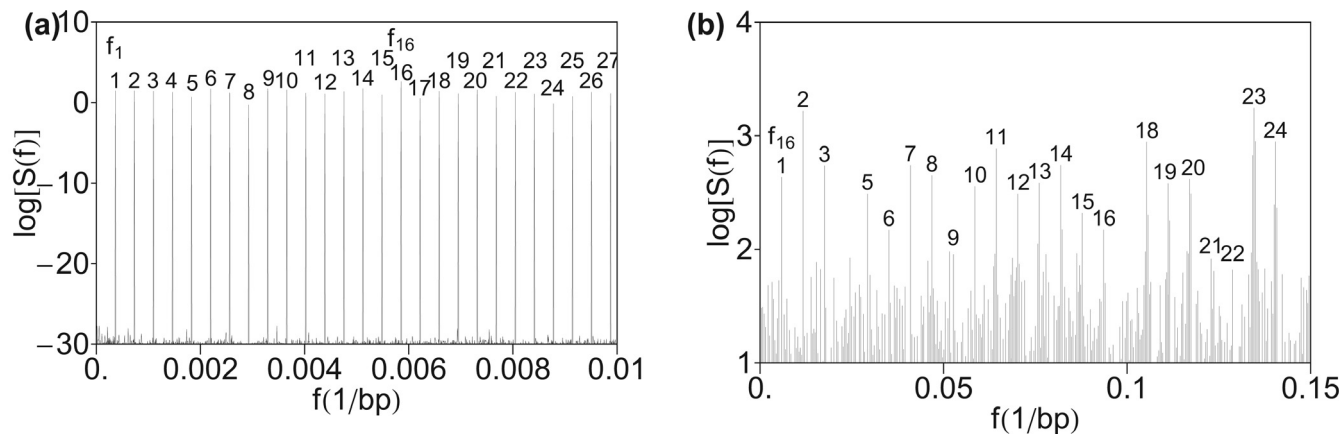 (a)
10
0
−10
−20
−30
log[S(f)]
f1
f16
1 2 3 4 5 6 7 8 9 10 11 12 13 14 15 16 17 18 19 20 21 22 23 24 25 26 27
0. 0.002 0.004 0.006 0.008 0.01
f(1/bp)
(b)
4
3
2
1
log[S(f)]
f16
1 2 3 5 6 7 8 9 10 11 12 13 14 15 16 18 19 20 21 22 23 24
0. 0.05 0.1 0.15
f(1/bp)